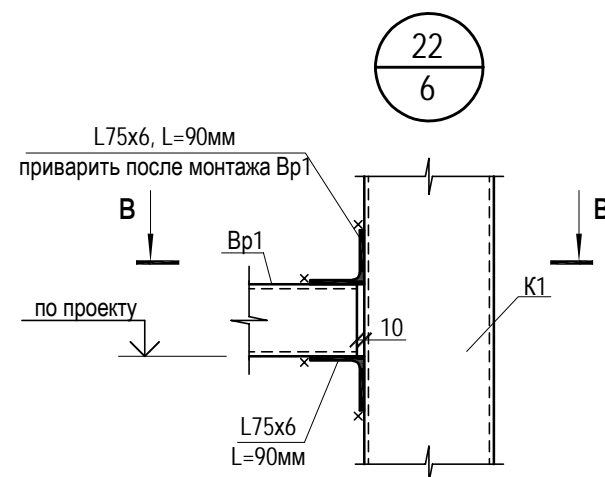 22
6
L75x6, L=90мм
приварить после монтажа Вр1
В
В
Вр1
К1
по проекту
10
L75x6
L=90мм